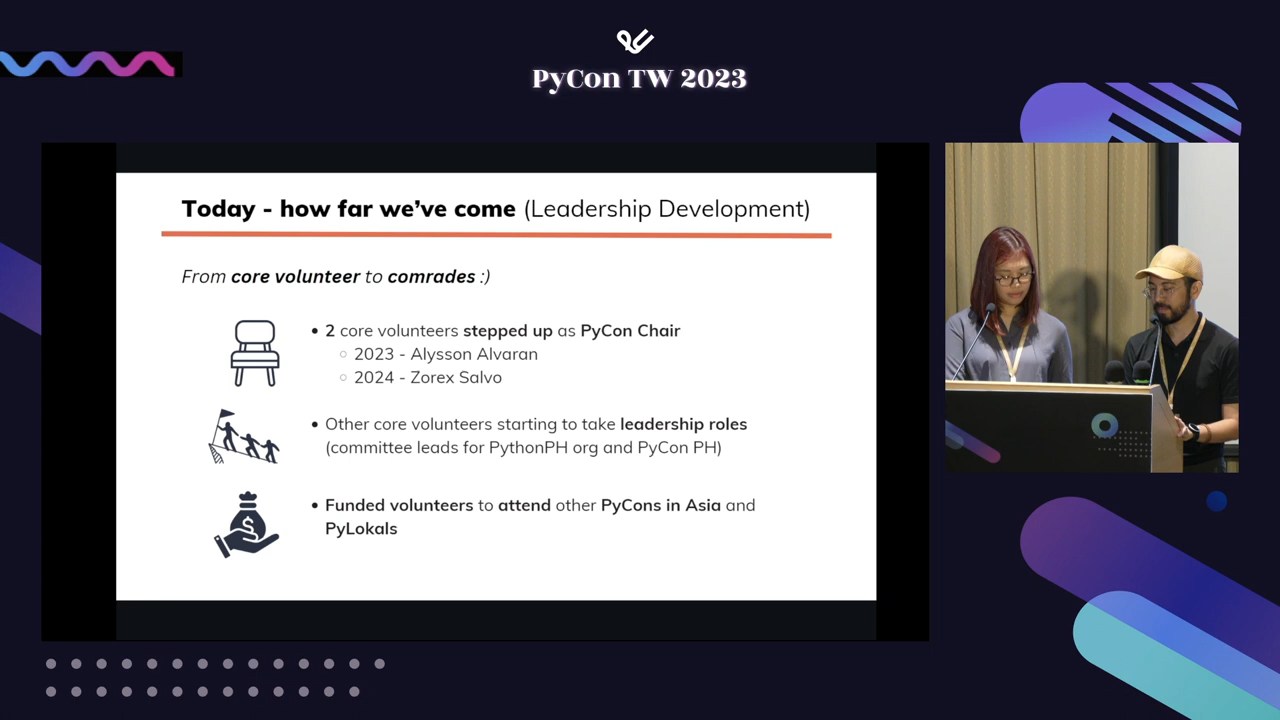 PyCon TW 2023
Today - how far we've come (Leadership Development)
From core volunteer to comrades :)
• 2 core volunteers stepped up as PyCon Chair
○ 2023 - Alysson Alvaran
○ 2024 - Zorex Salvo
• Other core volunteers starting to take leadership roles
(committee leads for PythonPH org and PyCon PH)
• Funded volunteers to attend other PyCons in Asia and
PyLokals